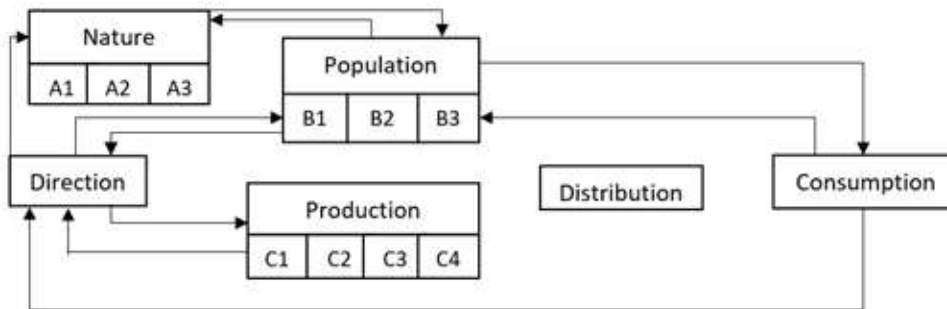 Nature
A1 A2 A3
Population
B1 B2 B3
Direction
Production
C1 C2 C3 C4
Distribution
Consumption